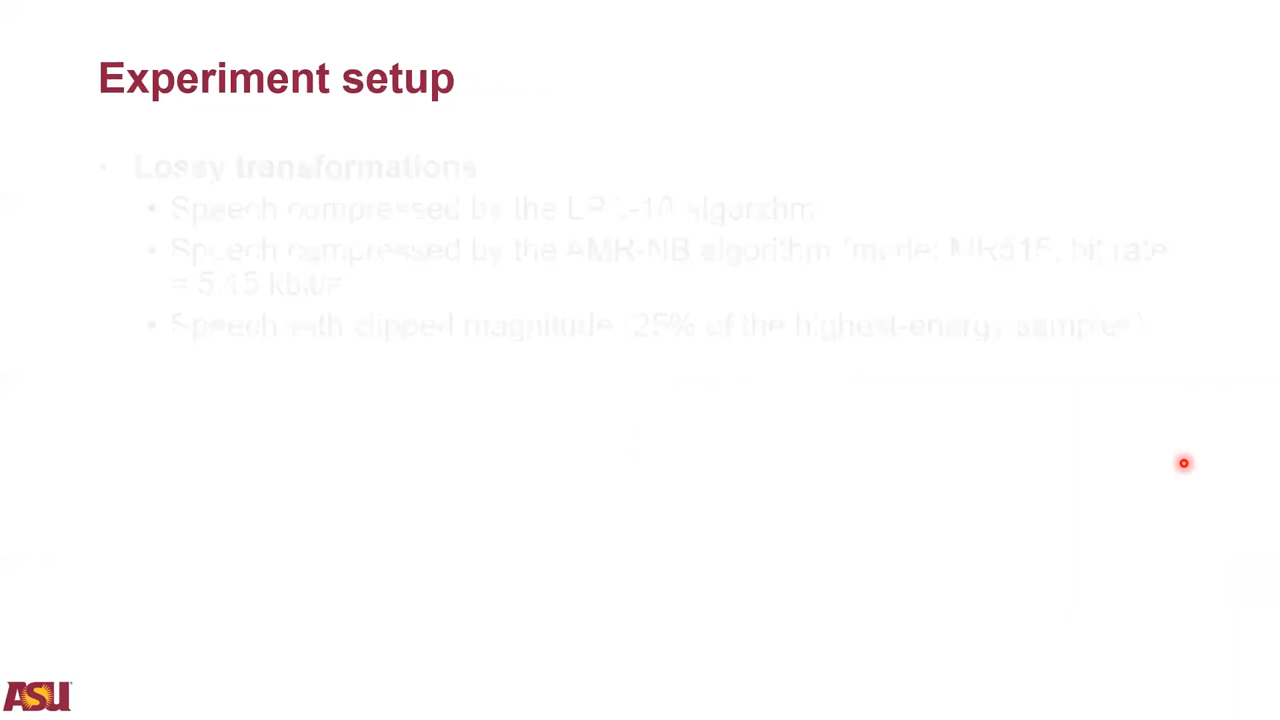 Experiment setup
• Lossy transformations
• Speech compressed by the LPC-10 algorithm
• Speech compressed by the AMR-NB algorithm (mode: MR515, bit rate
= 5.15 kbit/s)
• Speech with clipped magnitude (25% of the highest-energy samples)
ASU